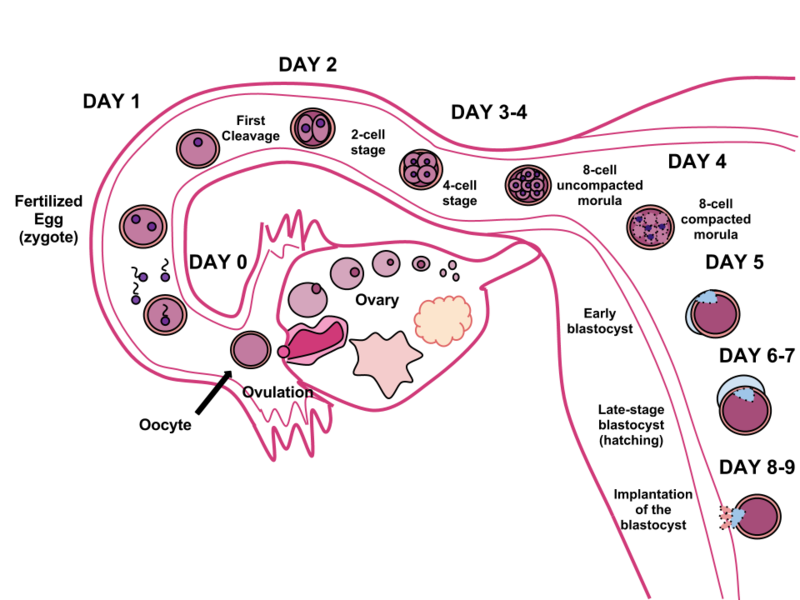 DAY 2
DAY 1
DAY 3-4
First
Cleavage
2-cell
stage
DAY 4
4-cell
stage
8-cell
uncompacted
morula
Fertilized
Egg
(zygote)
8-cell
compacted
morula
DAY 0
DAY 5
Ovary
Early
blastocyst
DAY 6-7
Ovulation
Oocyte
Late-stage
blastocyst
(hatching)
DAY 8-9
Implantation
of the
blastocyst